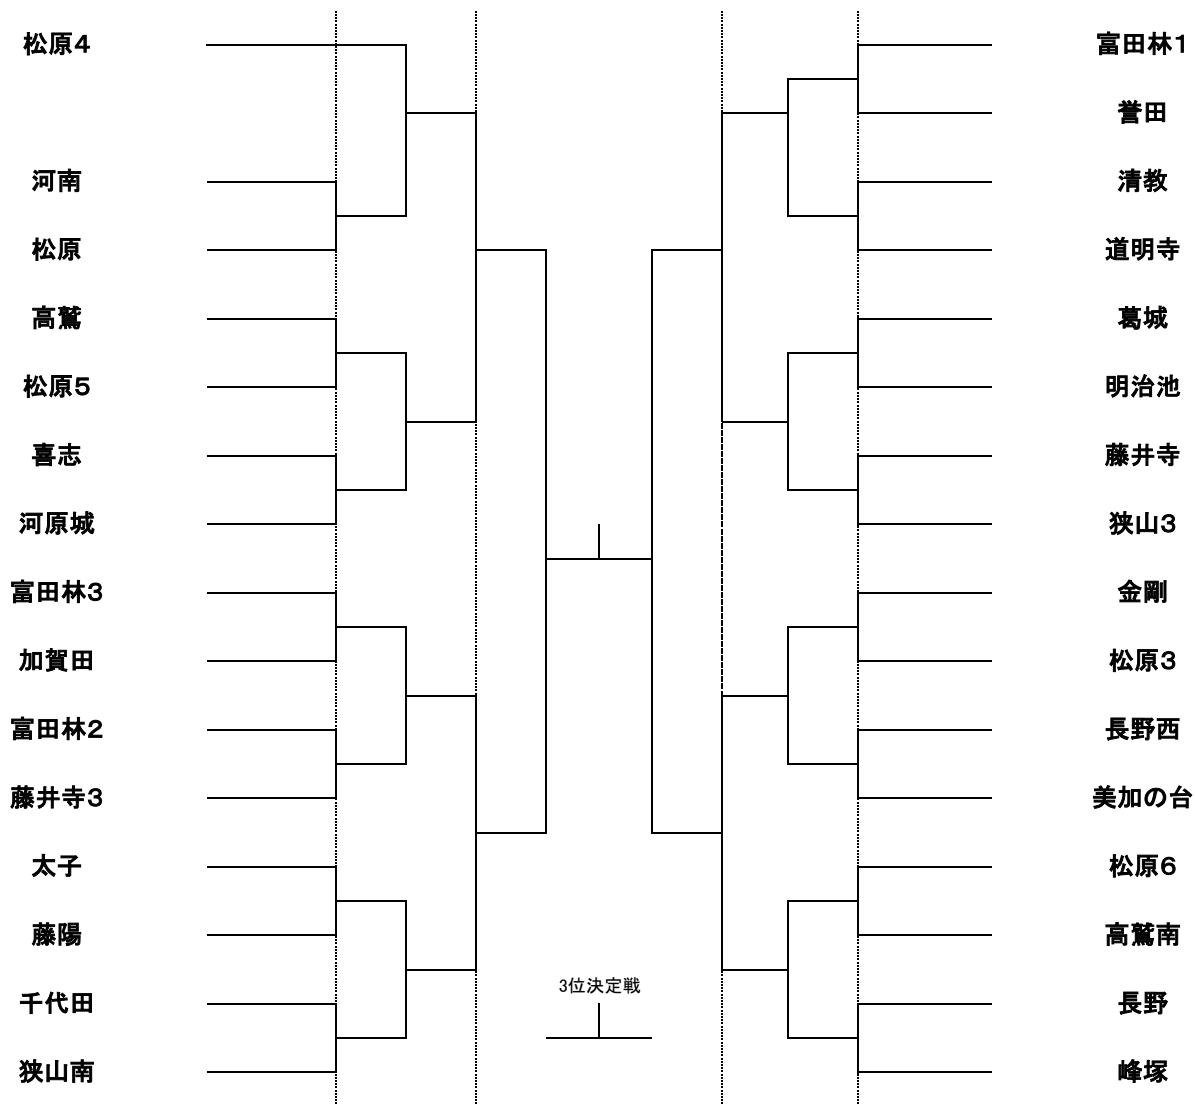 松原4
河南
松原
高鷲
松原5
喜志
河原城
富田林3
加賀田
富田林2
藤井寺3
太子
藤陽
千代田
狭山南
3位決定戦
富田林1
誉田
清教
道明寺
葛城
明治池
藤井寺
狭山3
金剛
松原3
長野西
美加の台
松原6
高鷲南
長野
峰塚